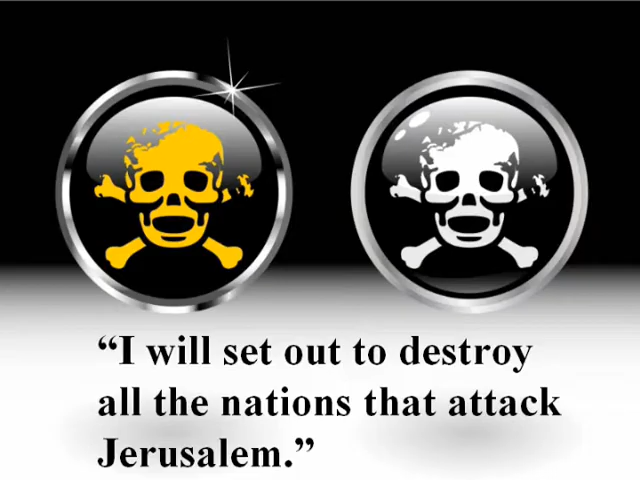 “I will set out to destroy
all the nations that attack
Jerusalem.”